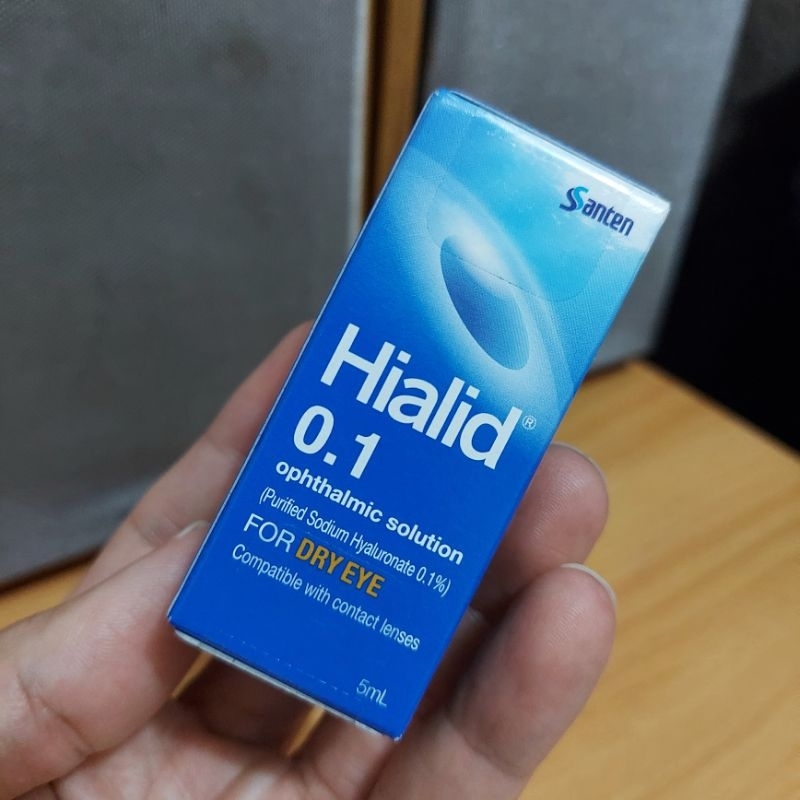 Santen
Hialid®
0.1
ophthalmic solution
(Purified Sodium Hyaluronate 0.1%)
FOR DRY EYE
Compatible with contact lenses
5mL